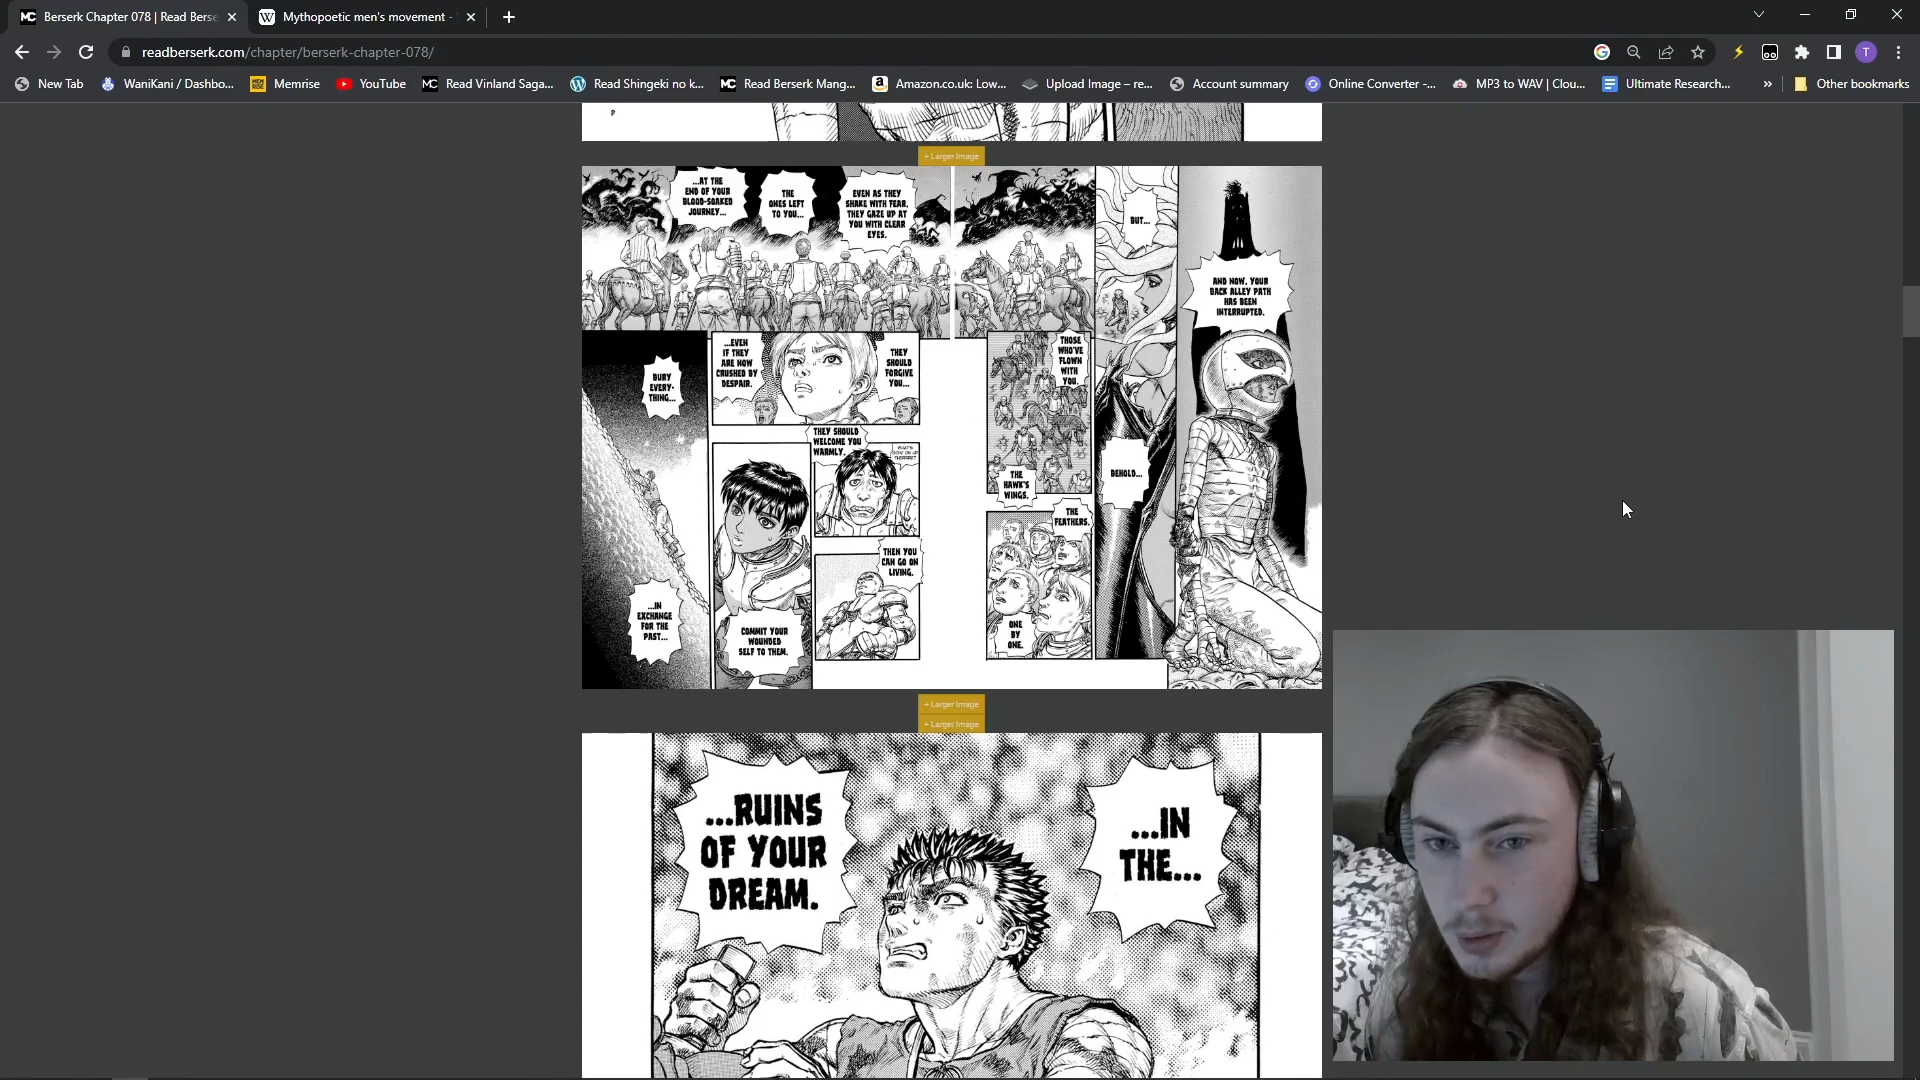 Berserk Chapter 078 | Read Berse
Mythopoetic men's movement -
readberserk.com/chapter/berserk-chapter-078/
T
New Tab
WaniKani / Dashbo...
Memrise
YouTube
Read Vinland Saga...
Read Shingeki no k...
Read Berserk Mang...
Amazon.co.uk: Low...
Upload Image – re...
Account summary
Online Converter -...
MP3 to WAV | Clou...
Ultimate Research...
»
Other bookmarks
+ Larger Image
AND NOW, YOUR
BACK ALLEY PATH
HAS BEEN
INTERRUPTED.
BUT...
BEHOLD...
EVEN AS THEY
SHAKE WITH FEAR,
THEY GAZE UP AT
YOU WITH CLEAR
EYES.
THE
ONES LEFT
TO YOU...
...AT THE
END OF YOUR
BLOOD-SOAKED
JOURNEY...
THOSE
WHO'VE
FLOWN
WITH
YOU.
THE
HAWK'S
WINGS.
THE
FEATHERS.
ONE
BY
ONE.
THEY
SHOULD
FORGIVE
YOU...
...EVEN
IF THEY
ARE NOW
CRUSHED BY
DESPAIR.
THEY SHOULD
WELCOME YOU
WARMLY.
THEN YOU
CAN GO ON
LIVING.
COMMIT YOUR
WOUNDED
SELF TO THEM.
BURY
EVERY-
THING...
...IN
EXCHANGE
FOR THE
PAST...
+ Larger Image
+ Larger Image
...IN
THE...
...RUINS
OF YOUR
DREAM.